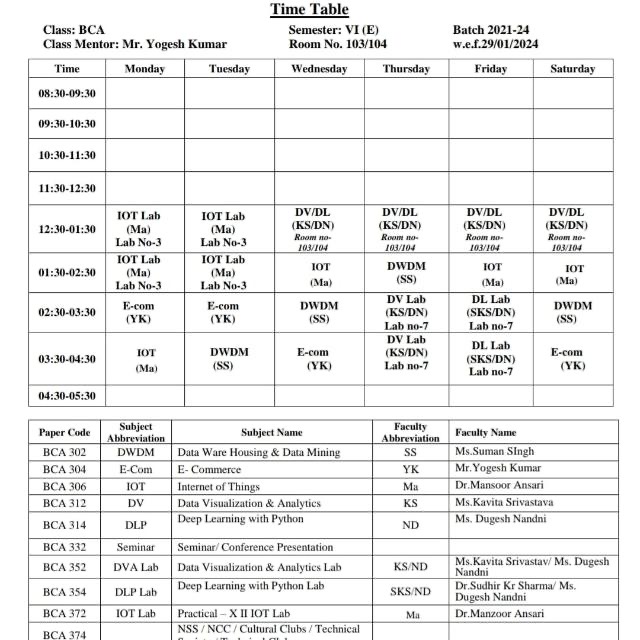 Time Table
Class: BCA Semester: VI (E) Batch 2021-24
Class Mentor: Mr. Yogesh Kumar Room No. 103/104 w.e.f.29/01/2024
Time Monday Tuesday Wednesday Thursday Friday Saturday
08:30-09:30
09:30-10:30
10:30-11:30
11:30-12:30
12:30-01:30
IOT Lab
(Ma)
Lab No-3
IOT Lab
(Ma)
Lab No-3
DV/DL
(KS/DN)
Room no-
103/104
DV/DL
(KS/DN)
Room no-
103/104
DV/DL
(KS/DN)
Room no-
103/104
DV/DL
(KS/DN)
Room no-
103/104
01:30-02:30
IOT Lab
(Ma)
Lab No-3
IOT Lab
(Ma)
Lab No-3
IOT
(Ma)
DWDM
(SS)
IOT
(Ma)
IOT
(Ma)
02:30-03:30
E-com
(YK)
E-com
(YK)
DWDM
(SS)
DV Lab
(KS/DN)
Lab no-7
DL Lab
(SKS/DN)
Lab no-7
DWDM
(SS)
03:30-04:30
IOT
(Ma)
DWDM
(SS)
E-com
(YK)
DV Lab
(KS/DN)
Lab no-7
DL Lab
(SKS/DN)
Lab no-7
E-com
(YK)
04:30-05:30
Paper Code
Subject
Abbreviation
Subject Name
Faculty
Abbreviation
Faculty Name
BCA 302 DWDM Data Ware Housing & Data Mining SS Ms.Suman SIngh
BCA 304 E-Com E- Commerce YK Mr.Yogesh Kumar
BCA 306 IOT Internet of Things Ma Dr.Mansoor Ansari
BCA 312 DV Data Visualization & Analytics KS Ms.Kavita Srivastava
BCA 314 DLP Deep Learning with Python ND Ms. Dugesh Nandni
BCA 332 Seminar Seminar/ Conference Presentation
BCA 352 DVA Lab Data Visualization & Analytics Lab KS/ND Ms.Kavita Srivastav/ Ms. Dugesh
Nandni
BCA 354 DLP Lab Deep Learning with Python Lab SKS/ND Dr.Sudhir Kr Sharma/ Ms.
Dugesh Nandni
BCA 372 IOT Lab Practical – X II IOT Lab Ma Dr.Manzoor Ansari
BCA 374 NSS / NCC / Cultural Clubs / Technical